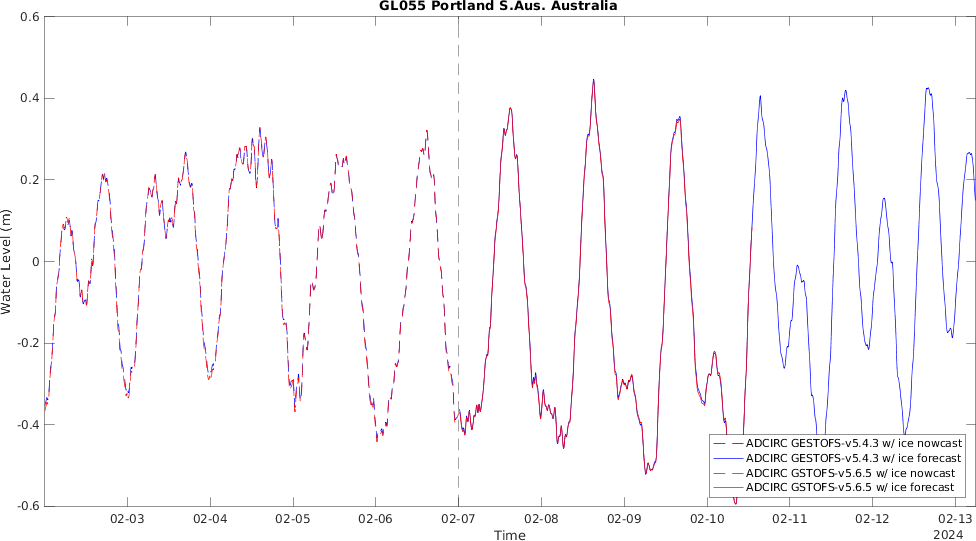 GL055 Portland S.Aus. Australia
0.6
0.4
0.2
0
-0.2
-0.4
-0.6
Water Level (m)
ADCIRC GESTOFS-v5.4.3 w/ ice nowcast
ADCIRC GESTOFS-v5.4.3 w/ ice forecast
ADCIRC GSTOFS-v5.6.5 w/ ice nowcast
ADCIRC GSTOFS-v5.6.5 w/ ice forecast
02-03 02-04 02-05 02-06 02-07 02-08 02-09 02-10 02-11 02-12 02-13
Time 2024